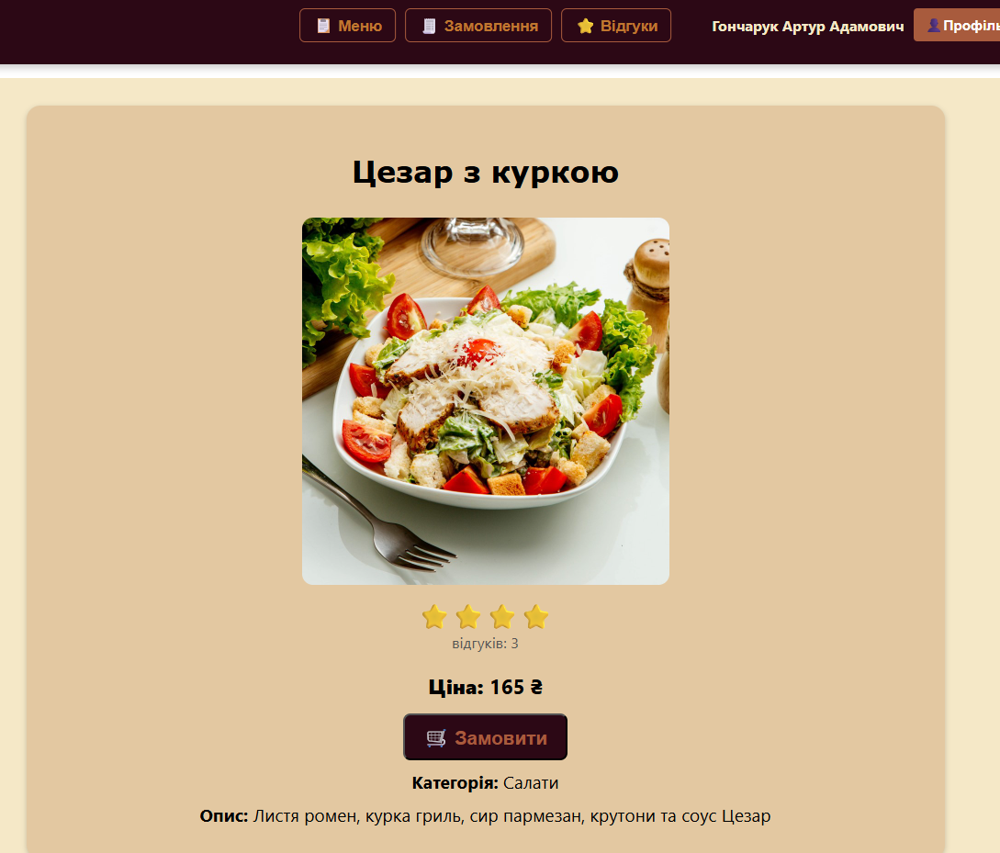 Меню Замовлення Відгуки Гончарук Артур Адамович Профіль
Цезар з куркою
відгуків: 3
Ціна: 165 ₴
Замовити
Категорія: Салати
Опис: Листя ромен, курка гриль, сир пармезан, крутони та соус Цезар